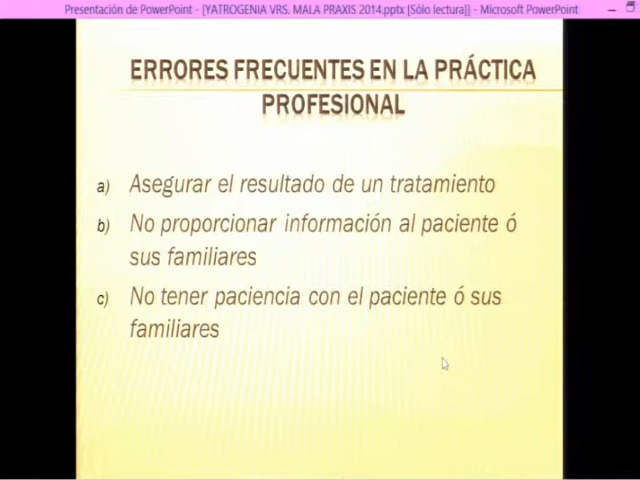 Presentación de PowerPoint - [YATROGENIA VRS. MALA PRAXIS 2014.pptx [Sólo lectura]] - Microsoft PowerPoint
ERRORES FRECUENTES EN LA PRÁCTICA
PROFESIONAL
a) Asegurar el resultado de un tratamiento
b) No proporcionar información al paciente ó
sus familiares
c) No tener paciencia con el paciente ó sus
familiares